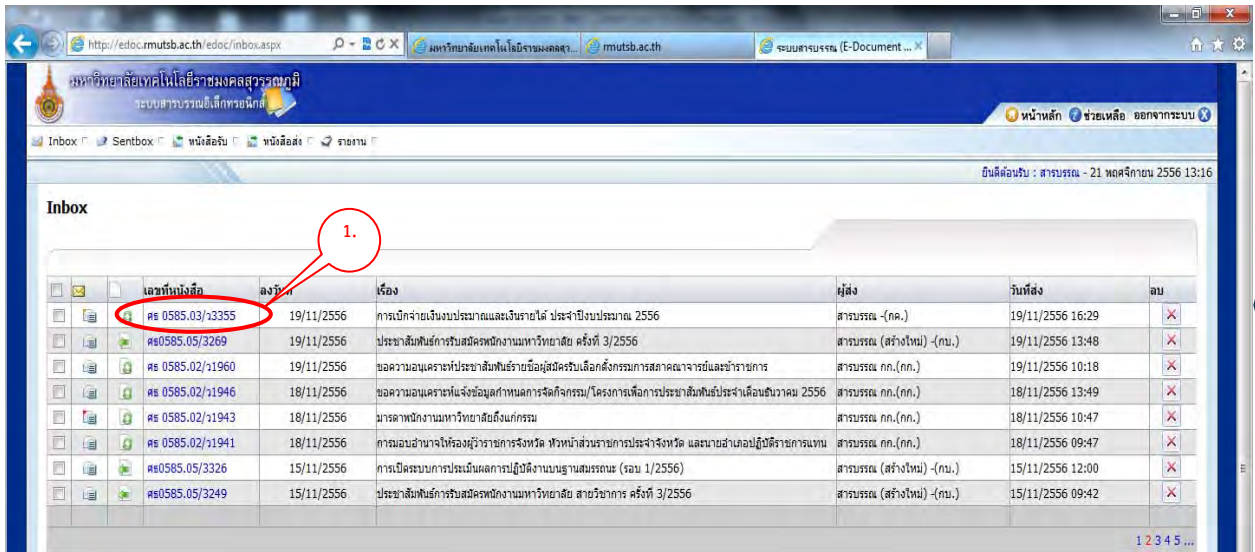 http://edoc.rmutsb.ac.th/edoc/inbox.aspx
มหาวิทยาลัยเทคโนโลยีราชมงคลสุว...
rmutsb.ac.th
ระบบสารบรรณ (E-Document ...
มหาวิทยาลัยเทคโนโลยีราชมงคลสุวรรณภูมิ
ระบบสารบรรณอิเล็กทรอนิกส์
หน้าหลัก ช่วยเหลือ ออกจากระบบ
Inbox Sentbox หนังสือรับ หนังสือส่ง รายงาน
ยินดีต้อนรับ : สารบรรณ - 21 พฤศจิกายน 2556 13:16
Inbox
1.
เลขที่หนังสือ ลงวันที่ เรื่อง ผู้ส่ง วันที่ส่ง ลบ
ศธ 0585.03/ว3355 19/11/2556 การเบิกจ่ายเงินงบประมาณและเงินรายได้ ประจำปีงบประมาณ 2556 สารบรรณ -(กค.) 19/11/2556 16:29
ศธ0585.05/3269 19/11/2556 ประชาสัมพันธ์การรับสมัครพนักงานมหาวิทยาลัย ครั้งที่ 3/2556 สารบรรณ (สร้างใหม่) -(กบ.) 19/11/2556 13:48
ศธ 0585.02/ว1960 19/11/2556 ขอความอนุเคราะห์ประชาสัมพันธ์รายชื่อผู้สมัครรับเลือกตั้งกรรมการสภาคณาจารย์และข้าราชการ สารบรรณ กก.(กก.) 19/11/2556 10:18
ศธ 0585.02/ว1946 18/11/2556 ขอความอนุเคราะห์แจ้งข้อมูลกำหนดการจัดกิจกรรม/โครงการเพื่อการประชาสัมพันธ์ประจำเดือนธันวาคม 2556 สารบรรณ กก.(กก.) 18/11/2556 13:49
ศธ 0585.02/ว1943 18/11/2556 มารดาพนักงานมหาวิทยาลัยถึงแก่กรรม สารบรรณ กก.(กก.) 18/11/2556 10:47
ศธ 0585.02/ว1941 18/11/2556 การมอบอำนาจให้รองผู้ว่าราชการจังหวัด หัวหน้าส่วนราชการประจำจังหวัด และนายอำเภอปฏิบัติราชการแทน สารบรรณ กก.(กก.) 18/11/2556 09:47
ศธ0585.05/3326 15/11/2556 การเปิดระบบการประเมินผลการปฏิบัติงานบนฐานสมรรถนะ (รอบ 1/2556) สารบรรณ (สร้างใหม่) -(กบ.) 15/11/2556 12:00
ศธ0585.05/3249 15/11/2556 ประชาสัมพันธ์การรับสมัครพนักงานมหาวิทยาลัย สายวิชาการ ครั้งที่ 3/2556 สารบรรณ (สร้างใหม่) -(กบ.) 15/11/2556 09:42
1 2 3 4 5 ...